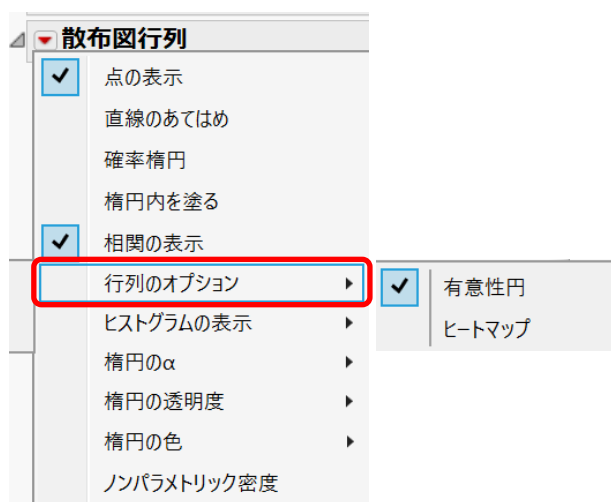 散布図行列
点の表示
直線のあてはめ
確率楕円
楕円内を塗る
相関の表示
行列のオプション
有意性円
ヒートマップ
ヒストグラムの表示
楕円のα
楕円の透明度
楕円の色
ノンパラメトリック密度